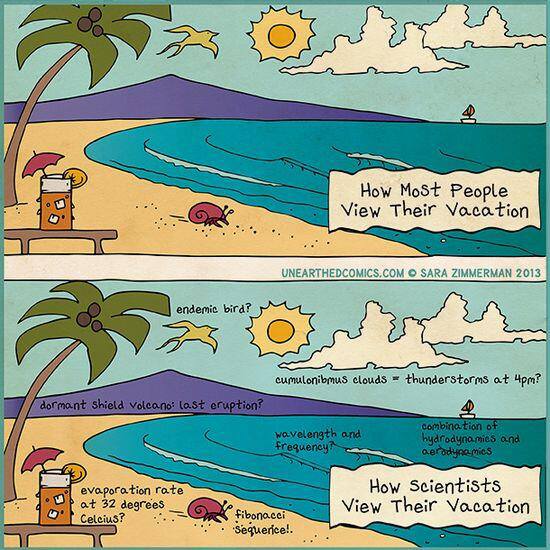 How Most People
View Their Vacation
UNEARTHEDCOMICS.COM © SARA ZIMMERMAN 2013
endemic bird?
cumulonibmus clouds = thunderstorms at 4pm?
dormant shield volcano: last eruption?
combination of
hydrodynamics and
aerodynamics
wavelength and
frequency?
How Scientists
View Their Vacation
evaporation rate
at 32 degrees
Celcius?
fibonacci
sequence!.